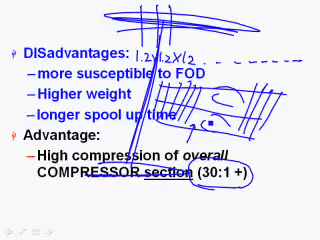 DISadvantages: 1.2x1.2x1.2
–more susceptible to FOD
–Higher weight
–longer spool up time
Advantage:
–High compression of overall
COMPRESSOR section (30:1 +)